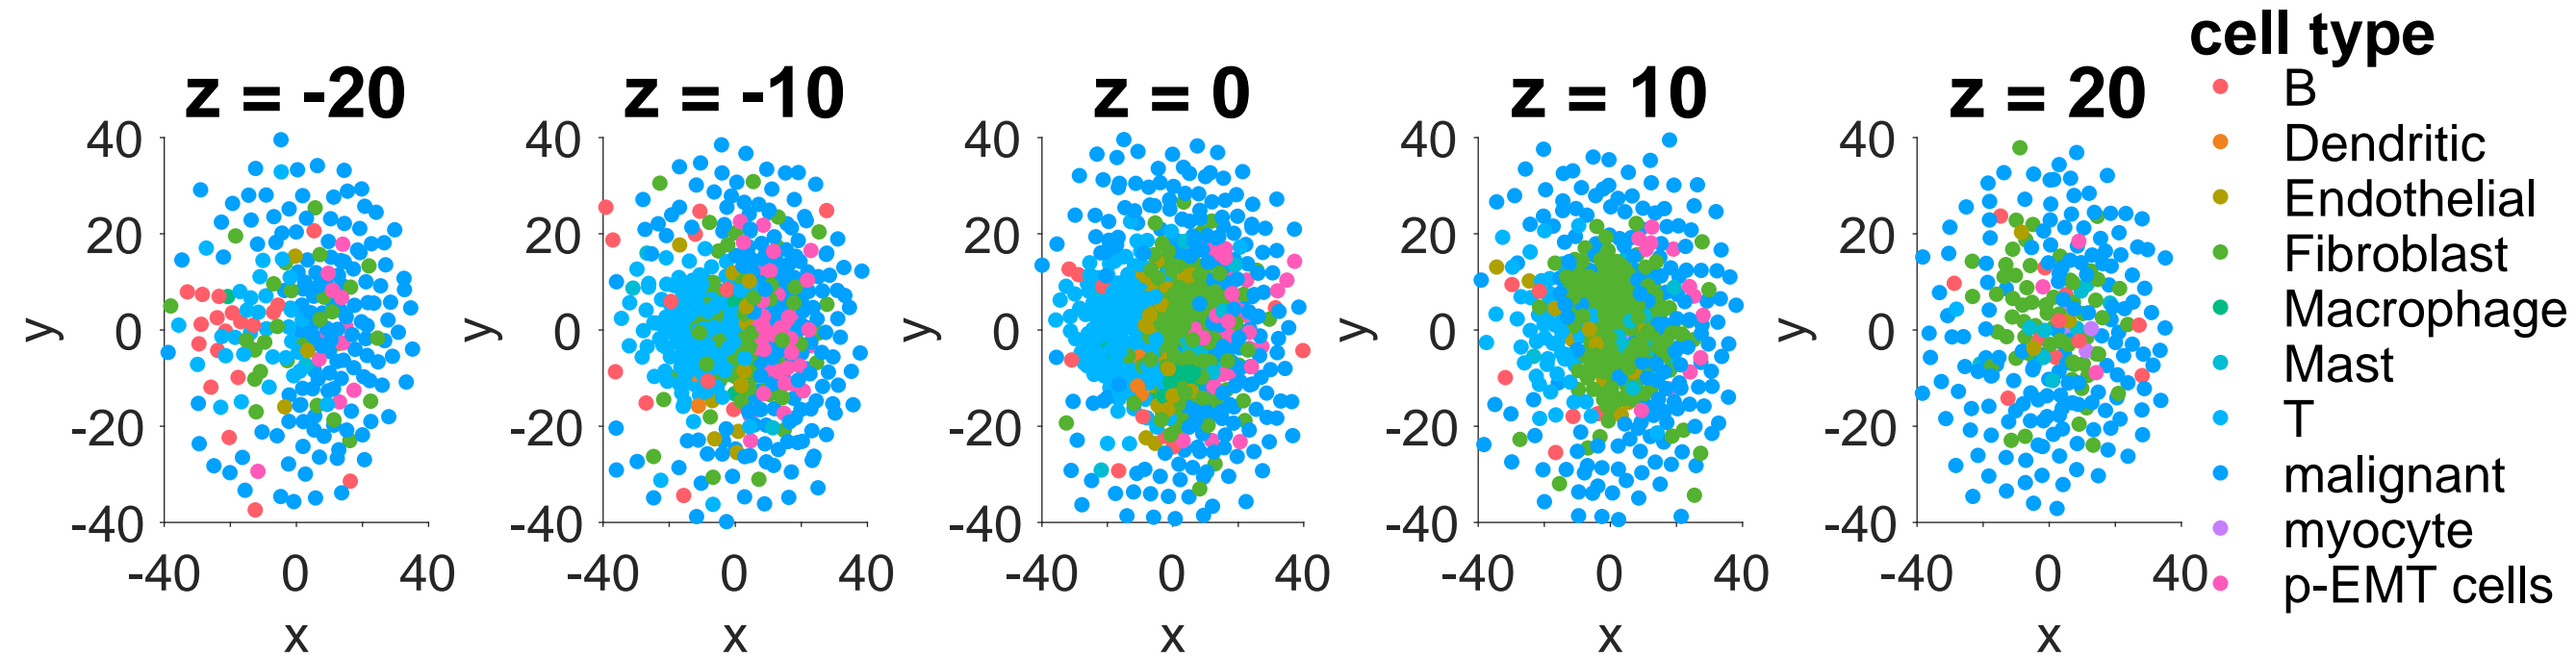 cell type
z = -20
z = -10
z = 0
z = 10
z = 20
B
Dendritic
Endothelial
Fibroblast
Macrophage
Mast
T
malignant
myocyte
p-EMT cells
40
20
0
-20
-40
-40
0
40
x
y
40
20
0
-20
-40
-40
0
40
x
y
40
20
0
-20
-40
-40
0
40
x
y
40
20
0
-20
-40
-40
0
40
x
y
40
20
0
-20
-40
-40
0
40
x
y